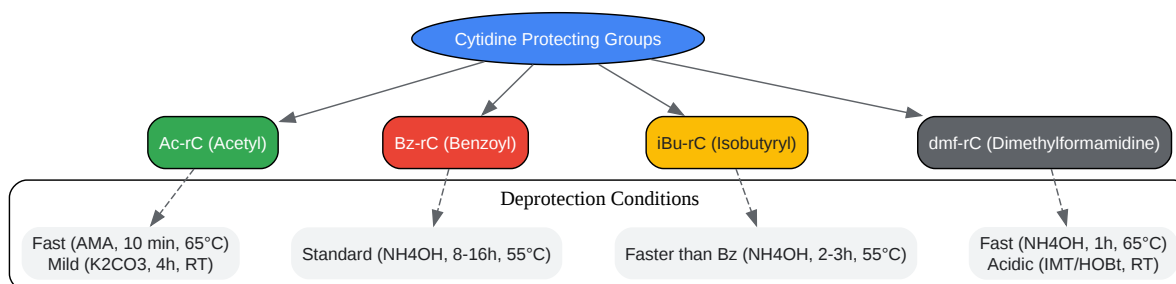 Cytidine Protecting Groups
Ac-rC (Acetyl)
Bz-rC (Benzoyl)
iBu-rC (Isobutyryl)
dmf-rC (Dimethylformamidine)
Deprotection Conditions
Fast (AMA, 10 min, 65°C)
Mild (K2CO3, 4h, RT)
Standard (NH4OH, 8-16h, 55°C)
Faster than Bz (NH4OH, 2-3h, 55°C)
Fast (NH4OH, 1h, 65°C)
Acidic (IMT/HOBt, RT)